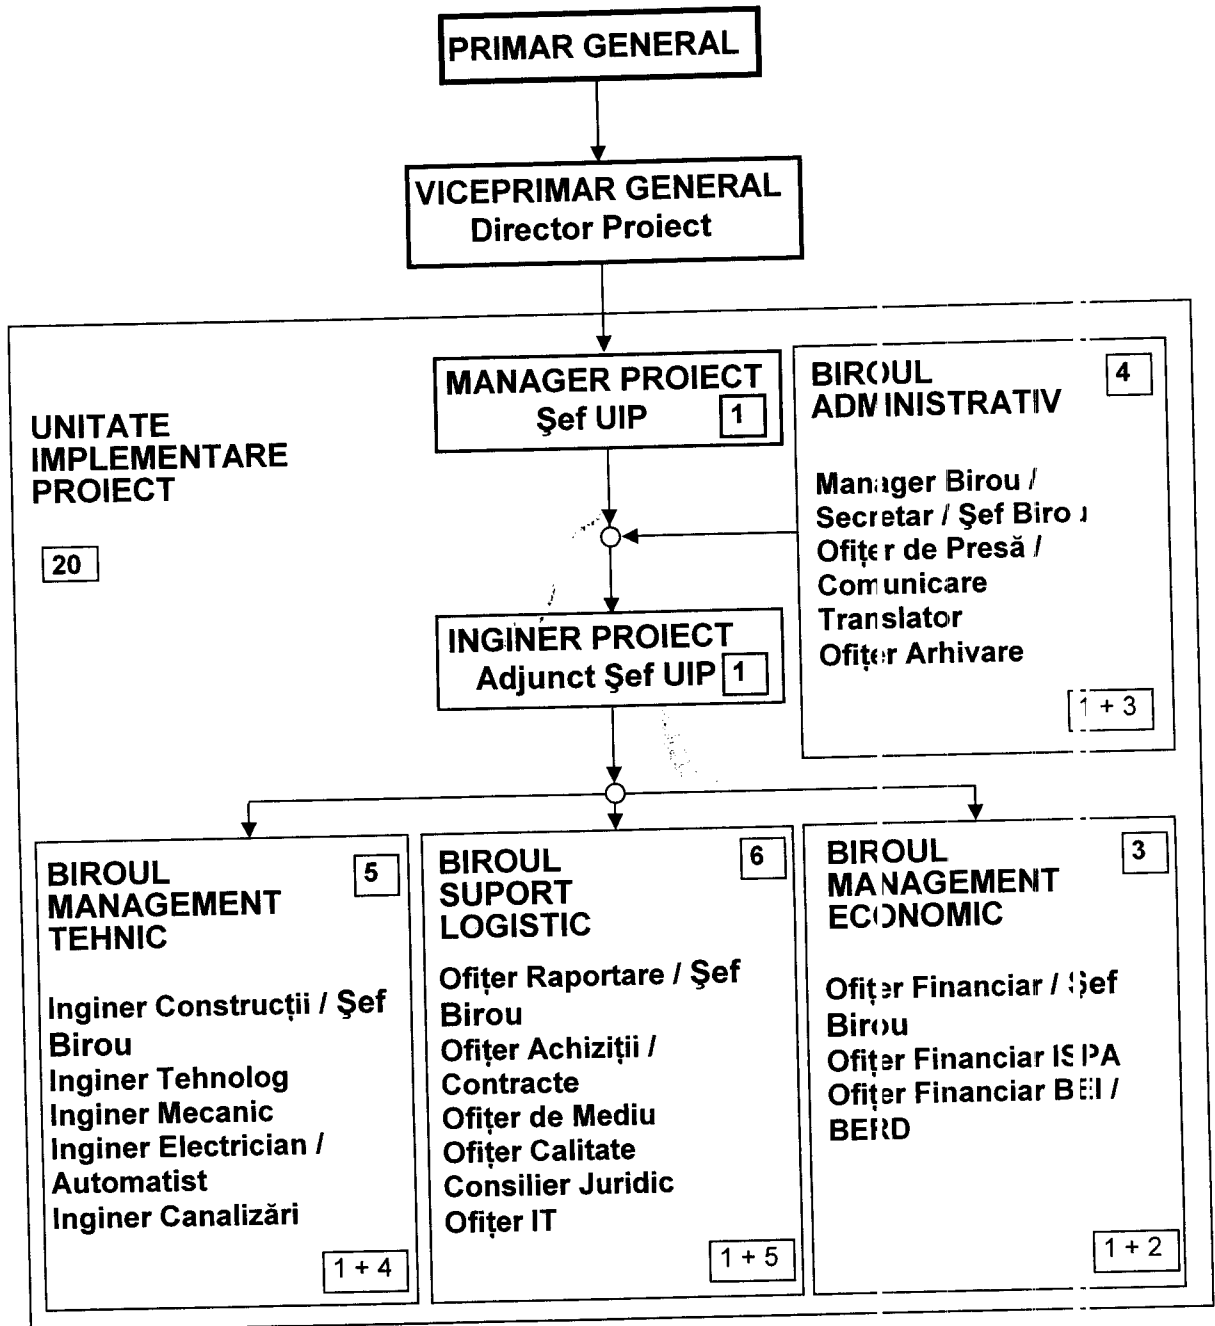 PRIMAR GENERAL
VICEPRIMAR GENERAL
Director Proiect
UNITATE
IMPLEMENTARE
PROIECT
20
MANAGER PROIECT
Şef UIP 1
BIROUL 4
ADMINISTRATIV
Manager Birou /
Secretar / Şef Birou
Ofiţer de Presă /
Comunicare
Translator
Ofiţer Arhivare
1 + 3
INGINER PROIECT
Adjunct Şef UIP 1
BIROUL 5
MANAGEMENT
TEHNIC
Inginer Construcţii / Şef
Birou
Inginer Tehnolog
Inginer Mecanic
Inginer Electrician /
Automatist
Inginer Canalizări
1 + 4
BIROUL 6
SUPORT
LOGISTIC
Ofiţer Raportare / Şef
Birou
Ofiţer Achiziţii /
Contracte
Ofiţer de Mediu
Ofiţer Calitate
Consilier Juridic
Ofiţer IT
1 + 5
BIROUL 3
MANAGEMENT
ECONOMIC
Ofiţer Financiar / Şef
Birou
Ofiţer Financiar ISPA
Ofiţer Financiar BEI /
BERD
1 + 2